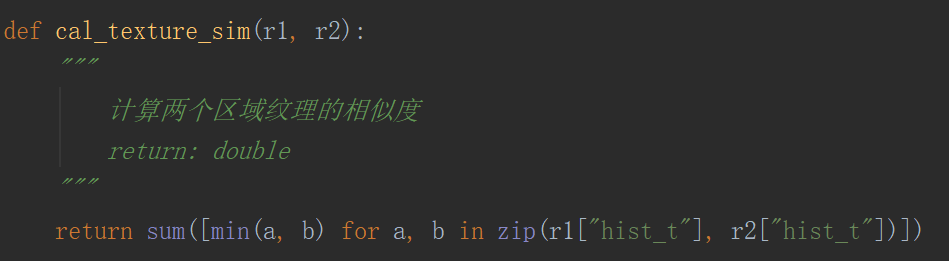 def cal_texture_sim(r1, r2):
    """
        计算两个区域纹理的相似度
        return: double
    """
    return sum([min(a, b) for a, b in zip(r1["hist_t"], r2["hist_t"])])